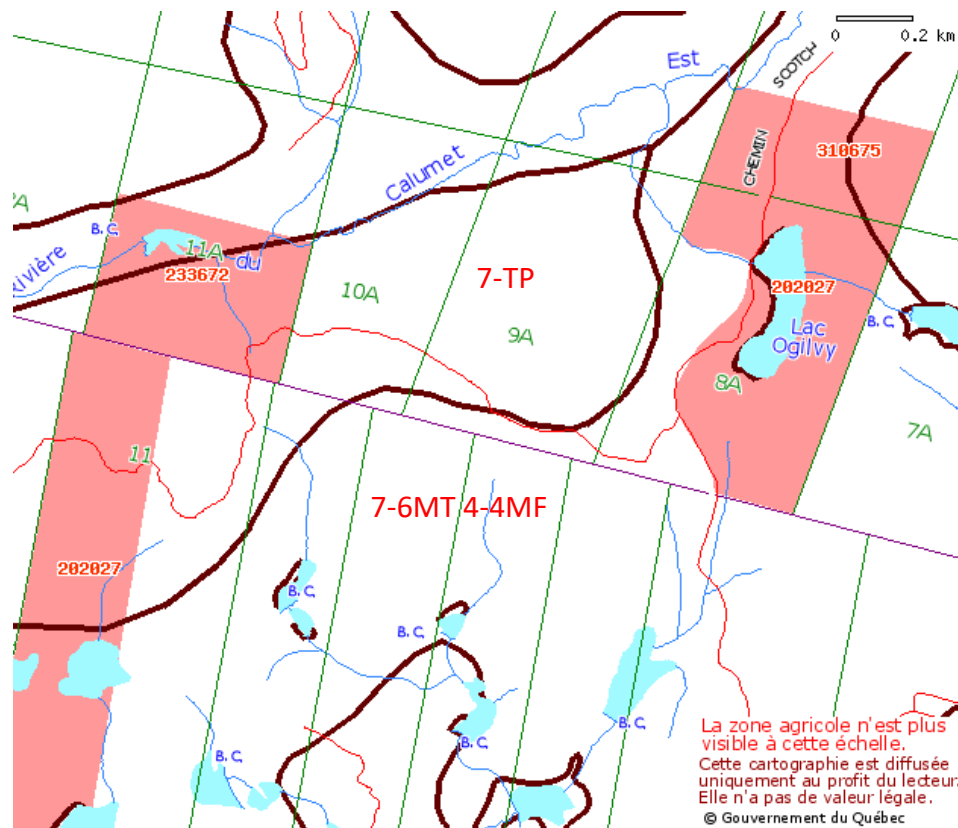 0 0.2 km
Est
SCOTCH
CHEMIN
310675
Calumet
B.C.
11A
du
Rivière
233672
10A
7-TP
9A
202027
Lac
Ogilvy
B.C.
8A
7A
11
7-6MT 4-4MF
202027
B.C.
B.C.
B.C.
B.C.
B.C.
La zone agricole n'est plus
visible à cette échelle.
Cette cartographie est diffusée
uniquement au profit du lecteur.
Elle n'a pas de valeur légale.
© Gouvernement du Québec